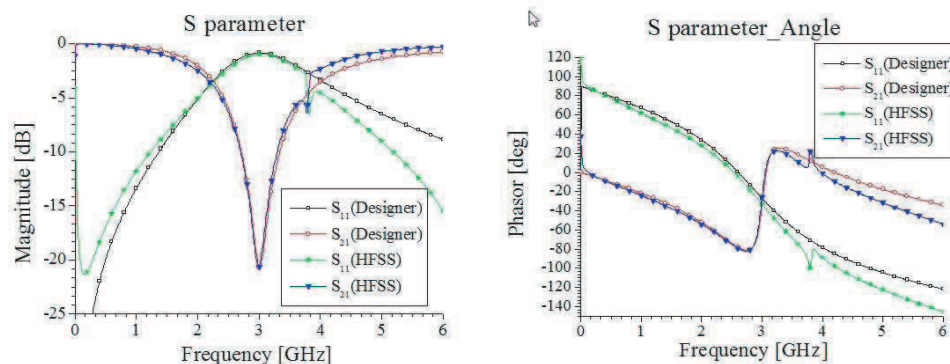 S parameter
0
-5
-10
-15
-20
-25
Magnitude [dB]
S11(Designer)
S21(Designer)
S11(HFSS)
S21(HFSS)
0 1 2 3 4 5 6
Frequency [GHz]
S parameter_Angle
120
100
80
60
40
20
0
-20
-40
-60
-80
-100
-120
-140
Phasor [deg]
S11(Designer)
S21(Designer)
S11(HFSS)
S21(HFSS)
0 1 2 3 4 5 6
Frequency [GHz]